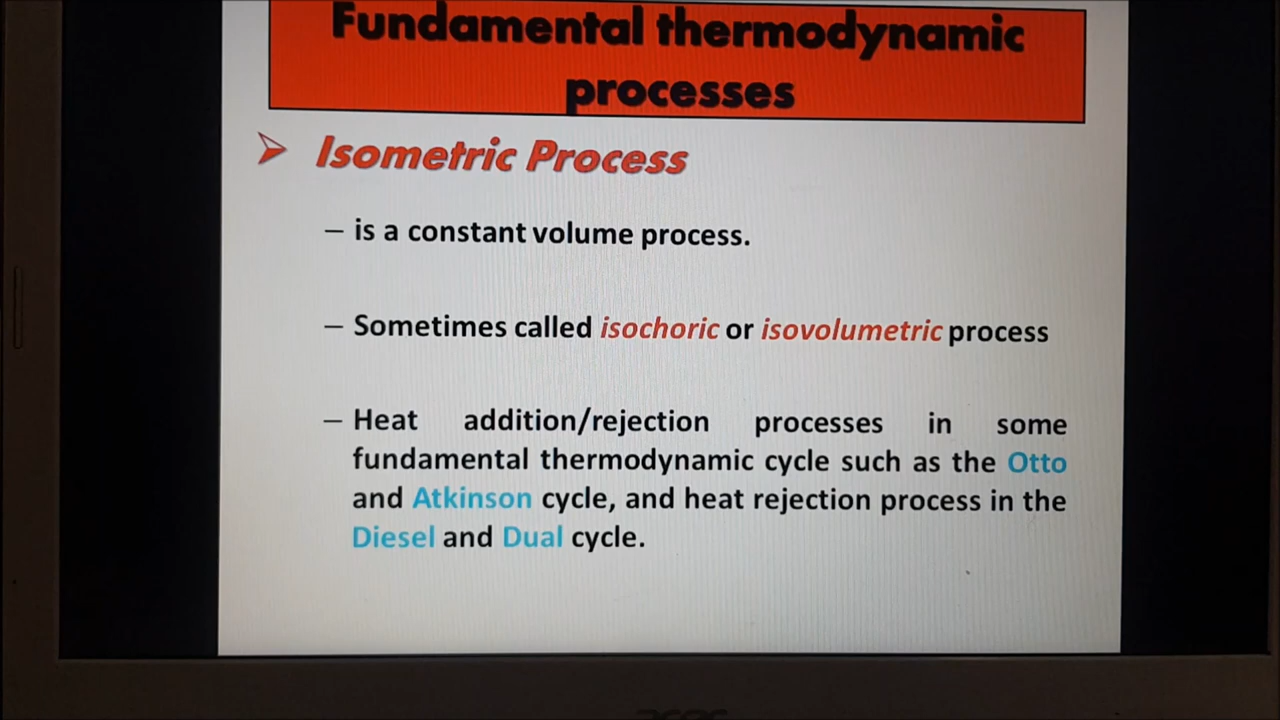 Fundamental thermodynamic
processes
➢ Isometric Process
– is a constant volume process.
– Sometimes called isochoric or isovolumetric process
– Heat addition/rejection processes in some
fundamental thermodynamic cycle such as the Otto
and Atkinson cycle, and heat rejection process in the
Diesel and Dual cycle.